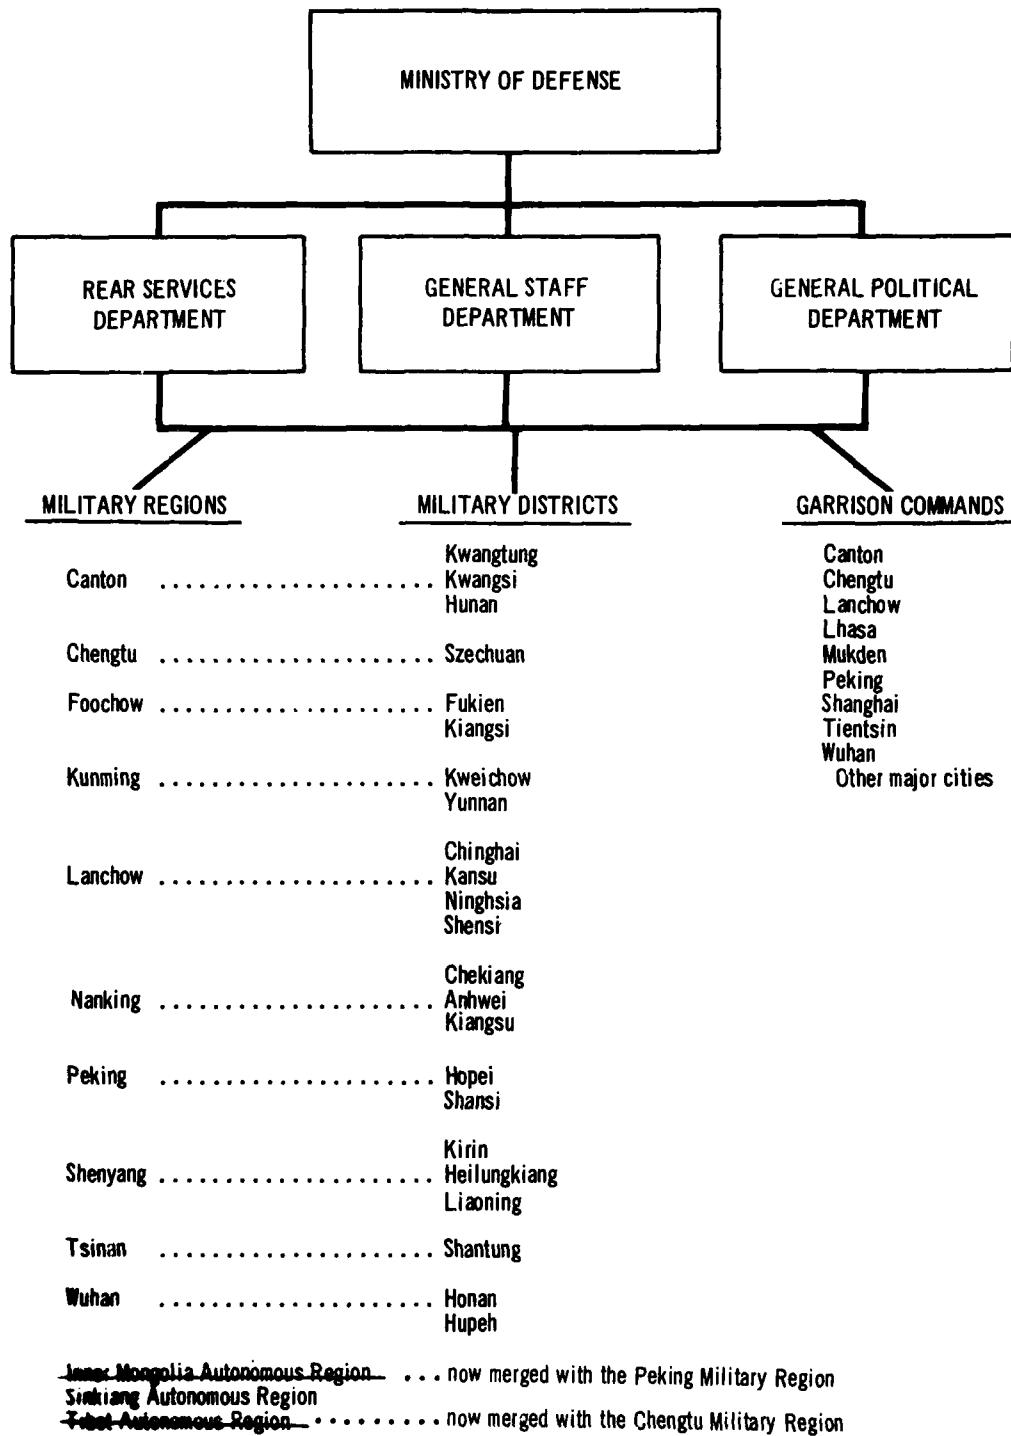 MINISTRY OF DEFENSE
REAR SERVICES
DEPARTMENT
GENERAL STAFF
DEPARTMENT
GENERAL POLITICAL
DEPARTMENT
MILITARY REGIONS
MILITARY DISTRICTS
GARRISON COMMANDS
Kwangtung
Canton ..................... Kwangsi
Hunan
Chengtu ..................... Szechuan
Foochow ..................... Fukien
Kiangsi
Kunming ..................... Kweichow
Yunnan
Chinghai
Lanchow ..................... Kansu
Ninghsia
Shensi
Chekiang
Nanking ..................... Anhwei
Kiangsu
Peking ..................... Hopei
Shansi
Kirin
Shenyang ..................... Heilungkiang
Liaoning
Tsinan ..................... Shantung
Wuhan ..................... Honan
Hupeh
Canton
Chengtu
Lanchow
Lhasa
Mukden
Peking
Shanghai
Tientsin
Wuhan
Other major cities
Inner Mongolia Autonomous Region ... now merged with the Peking Military Region
Sinkiang Autonomous Region
Tibet Autonomous Region .......... now merged with the Chengtu Military Region